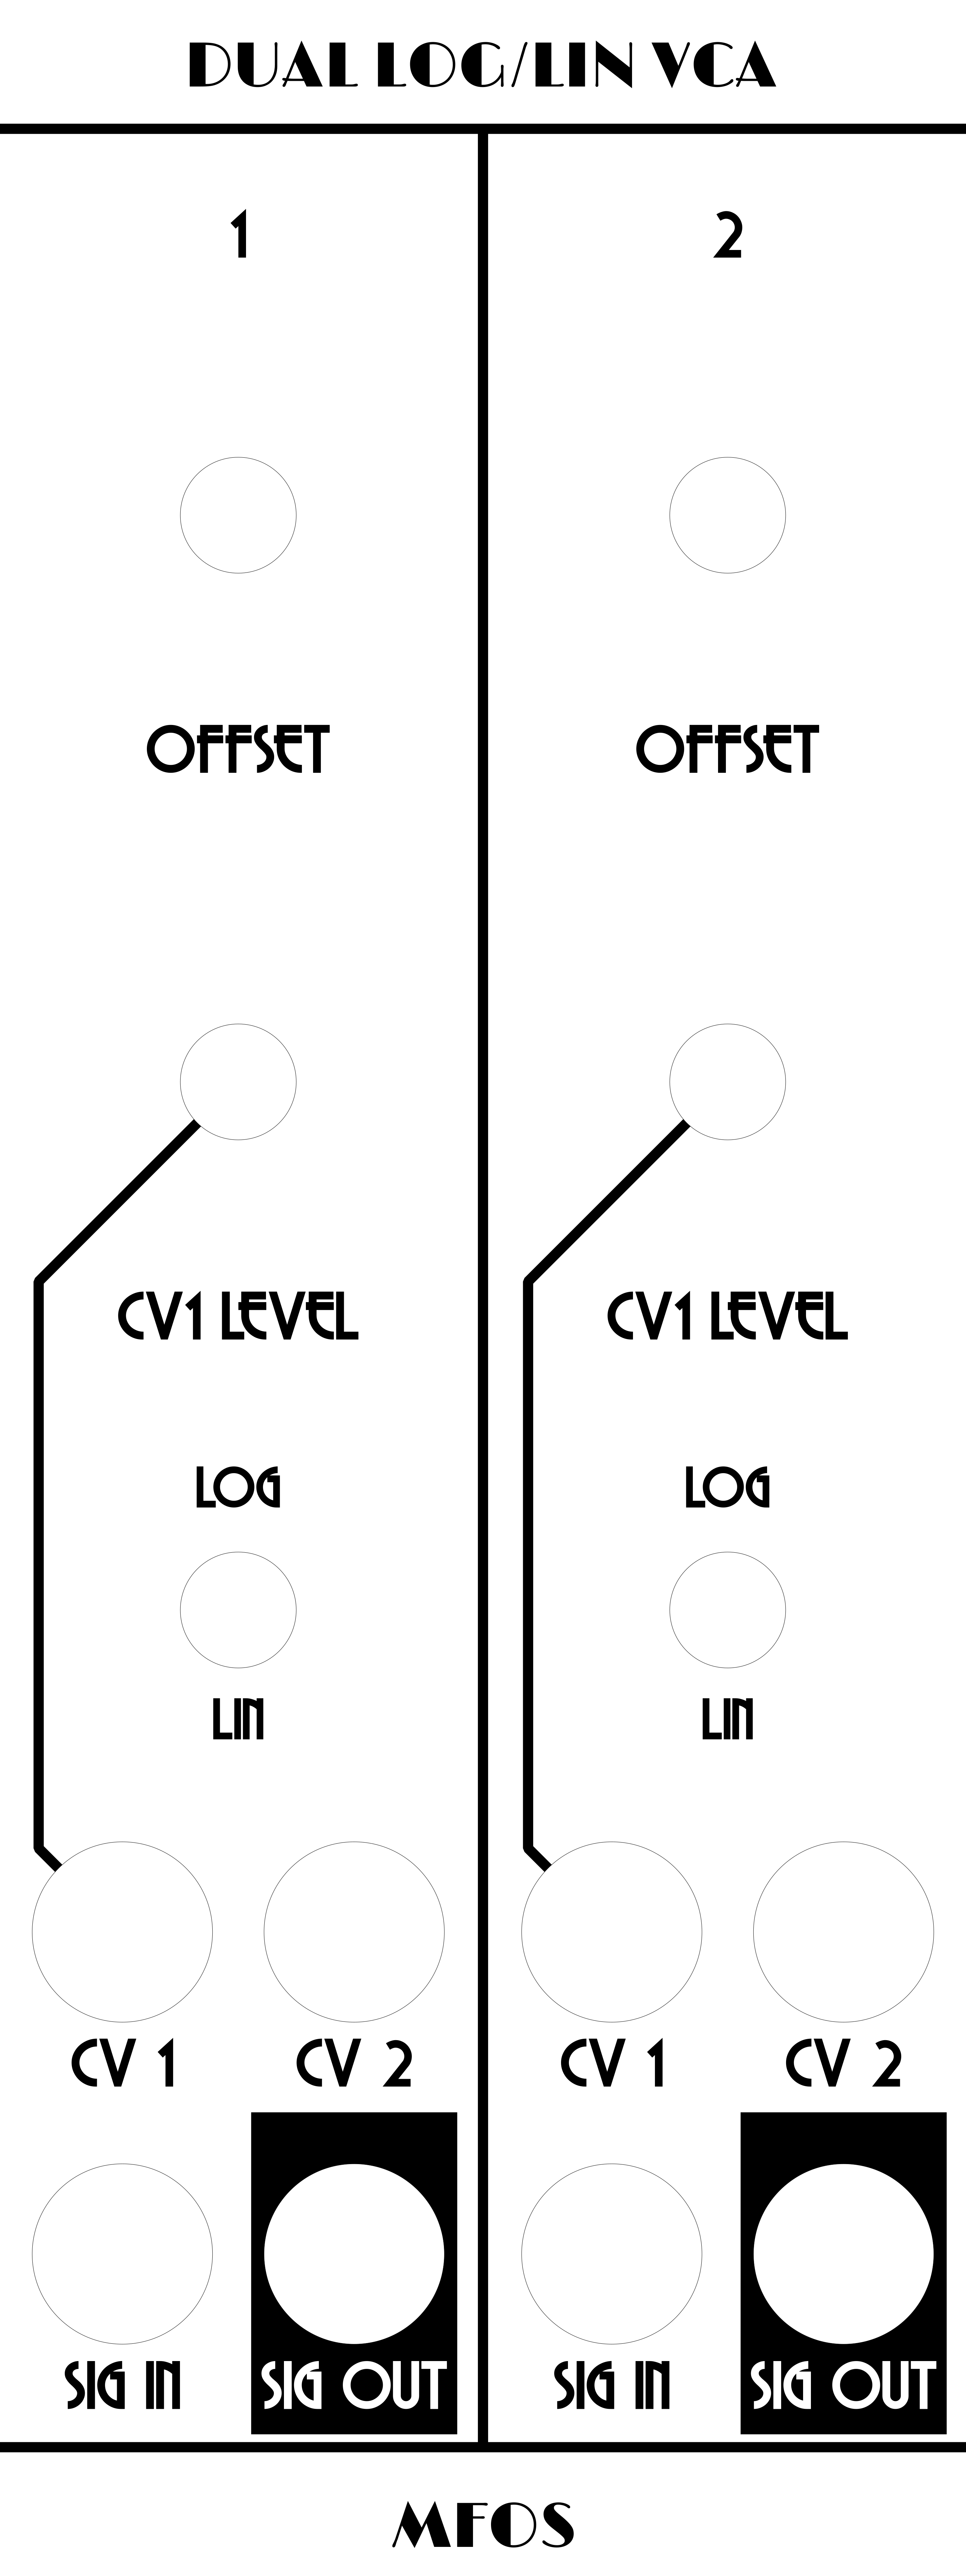 DUAL LOG/LIN VCA
1 2
OFFSET OFFSET
CV1 LEVEL CV1 LEVEL
LOG LOG
LIN LIN
CV 1 CV 2 CV 1 CV 2
SIG IN SIG OUT SIG IN SIG OUT
MFOS